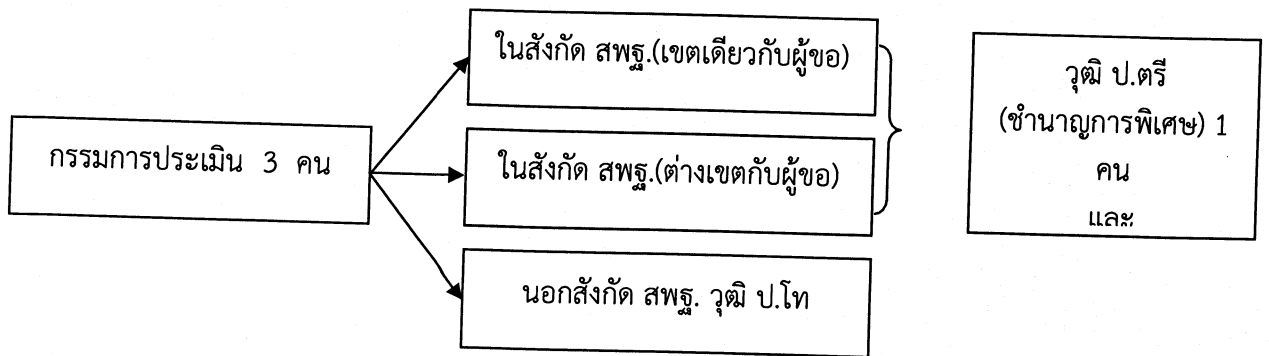 กรรมการประเมิน 3 คน
ในสังกัด สพฐ.(เขตเดียวกับผู้ขอ)
ในสังกัด สพฐ.(ต่างเขตกับผู้ขอ)
นอกสังกัด สพฐ. วุฒิ ป.โท
วุฒิ ป.ตรี
(ชำนาญการพิเศษ) 1
คน
และ